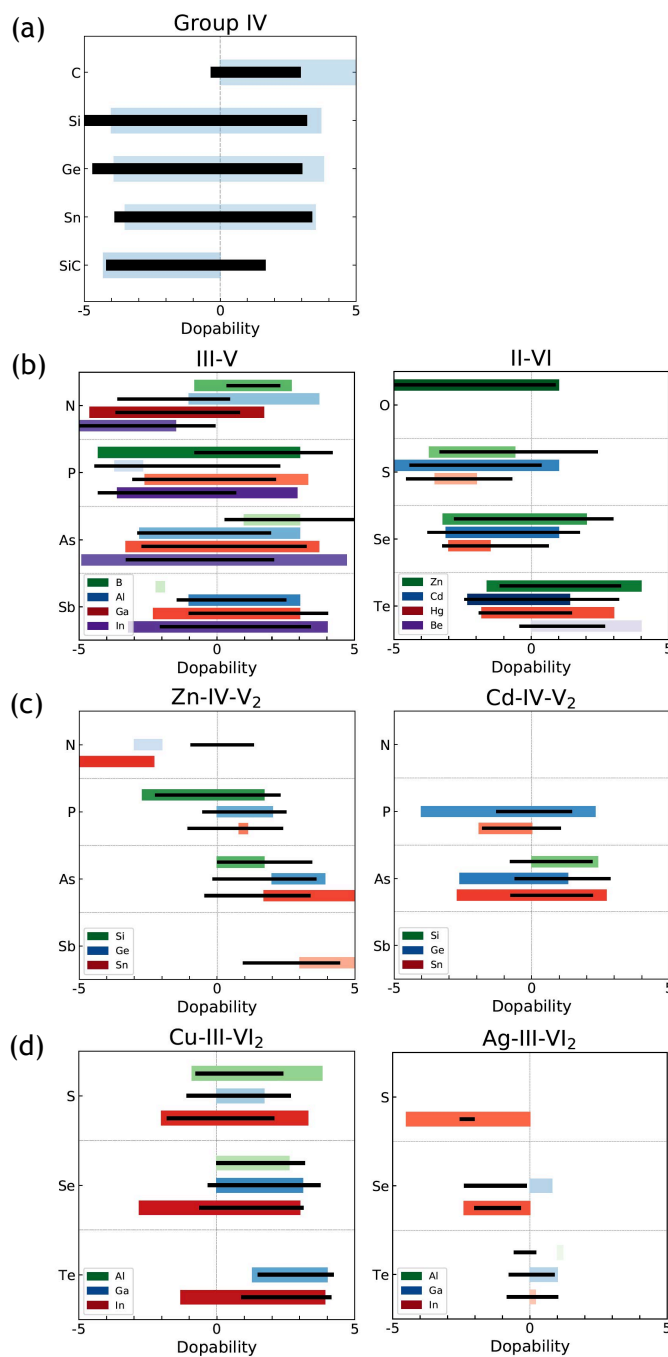 (a)
Group IV
C
Si
Ge
Sn
SiC
-5 0 5
Dopability
(b)
III-V
N
P
As
Sb
B
Al
Ga
In
-5 0 5
Dopability
II-VI
O
S
Se
Te
Zn
Cd
Hg
Be
-5 0 5
Dopability
(c)
Zn-IV-V₂
N
P
As
Sb
Si
Ge
Sn
-5 0 5
Dopability
Cd-IV-V₂
N
P
As
Sb
Si
Ge
Sn
-5 0 5
Dopability
(d)
Cu-III-VI₂
S
Se
Te
Al
Ga
In
-5 0 5
Dopability
Ag-III-VI₂
S
Se
Te
Al
Ga
In
-5 0 5
Dopability